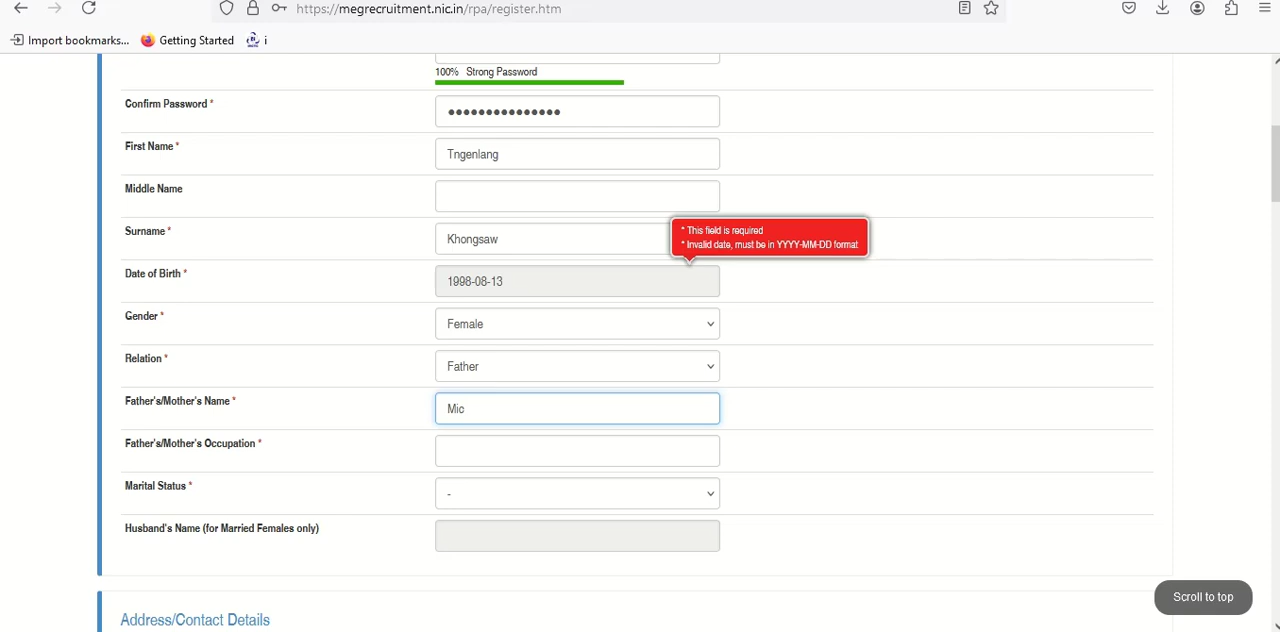 https://megrecruitment.nic.in/rpa/register.htm
Import bookmarks... Getting Started i
100% Strong Password
Confirm Password * ●●●●●●●●●●●●●●●
First Name * Tngenlang
Middle Name
Surname * Khongsaw
* This field is required
* Invalid date, must be in YYYY-MM-DD format
Date of Birth * 1998-08-13
Gender * Female
Relation * Father
Father's/Mother's Name * Mic
Father's/Mother's Occupation *
Marital Status * -
Husband's Name (for Married Females only)
Scroll to top
Address/Contact Details